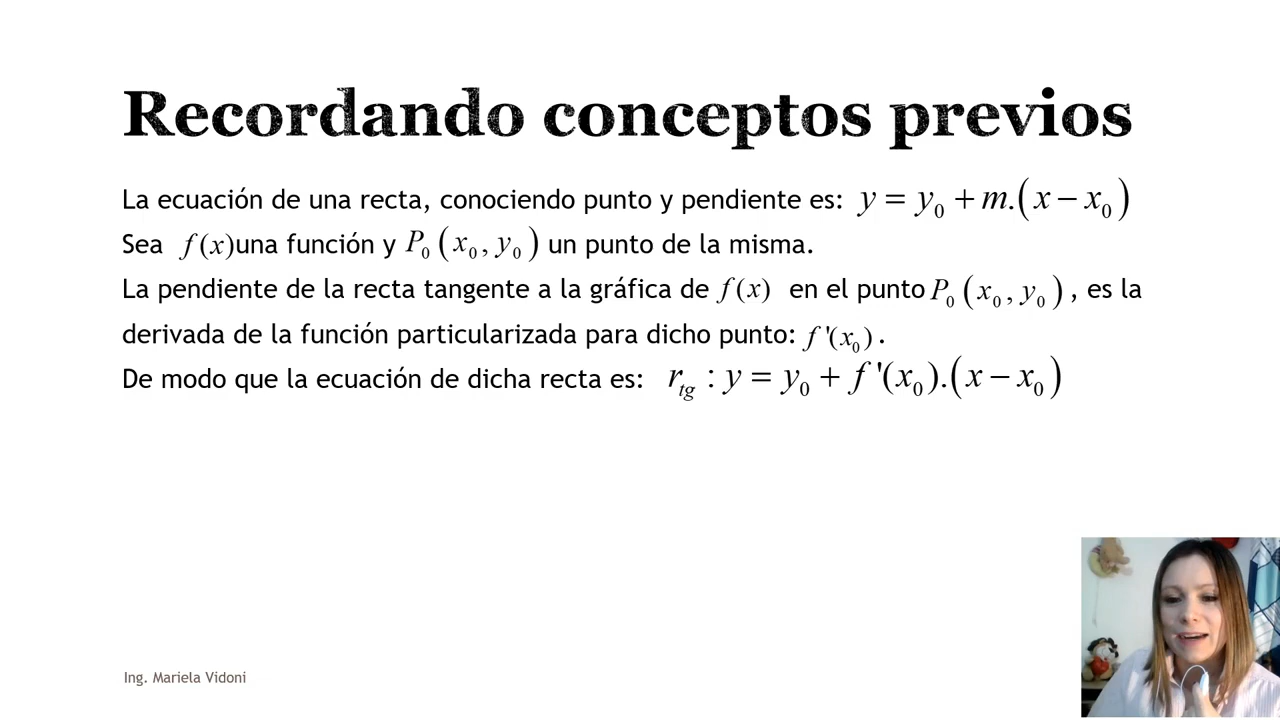 Recordando conceptos previos
La ecuación de una recta, conociendo punto y pendiente es: y = y₀ + m.(x − x₀)
Sea f(x)una función y P₀(x₀, y₀) un punto de la misma.
La pendiente de la recta tangente a la gráfica de f(x) en el punto P₀(x₀, y₀), es la
derivada de la función particularizada para dicho punto: f'(x₀).
De modo que la ecuación de dicha recta es: r_tg : y = y₀ + f'(x₀).(x − x₀)
Ing. Mariela Vidoni